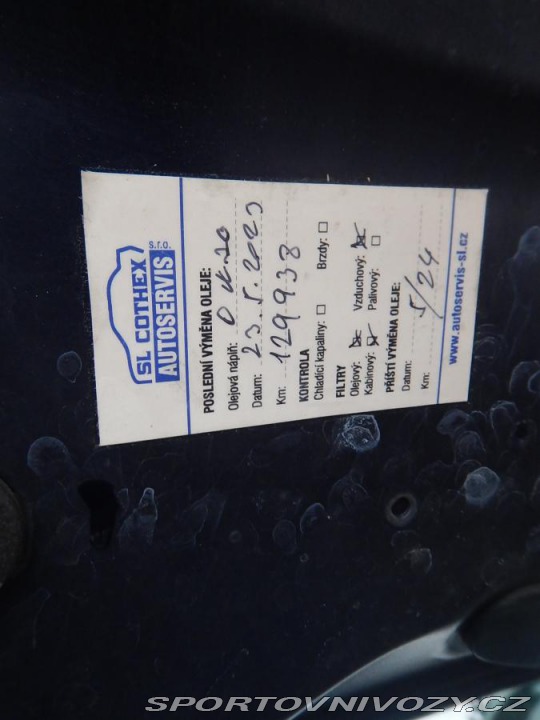 SL COTHEX s.r.o.
AUTOSERVIS
POSLEDNÍ VÝMĚNA OLEJE:
Olejová náplň: 0
Datum: 23.5.2023
Km: 129938
KONTROLA
Chladící kapaliny: Brzdy:
FILTRY
Olejový: Vzduchový:
Kabinový: Palivový:
PŘÍŠTÍ VÝMĚNA OLEJE:
Datum: 5/24
Km:
www.autoservis-sl.cz
SPORTOVNIVOZY.CZ